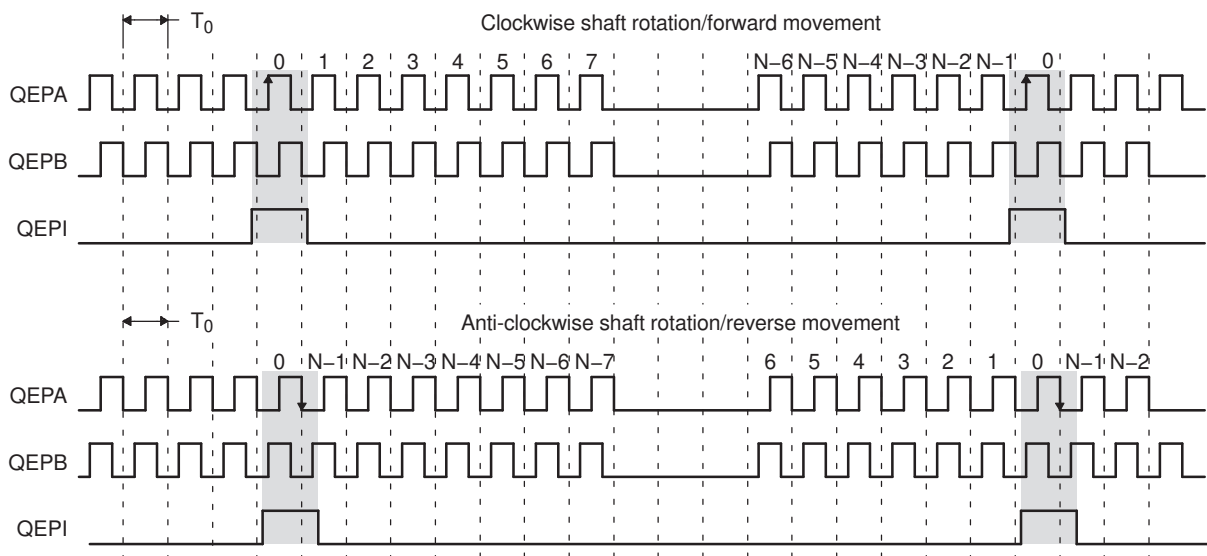 T0 Clockwise shaft rotation/forward movement
0 1 2 3 4 5 6 7 N–6 N–5 N–4 N–3 N–2 N–1 0
QEPA
QEPB
QEPI
T0 Anti-clockwise shaft rotation/reverse movement
0 N–1 N–2 N–3 N–4 N–5 N–6 N–7 6 5 4 3 2 1 0 N–1 N–2
QEPA
QEPB
QEPI